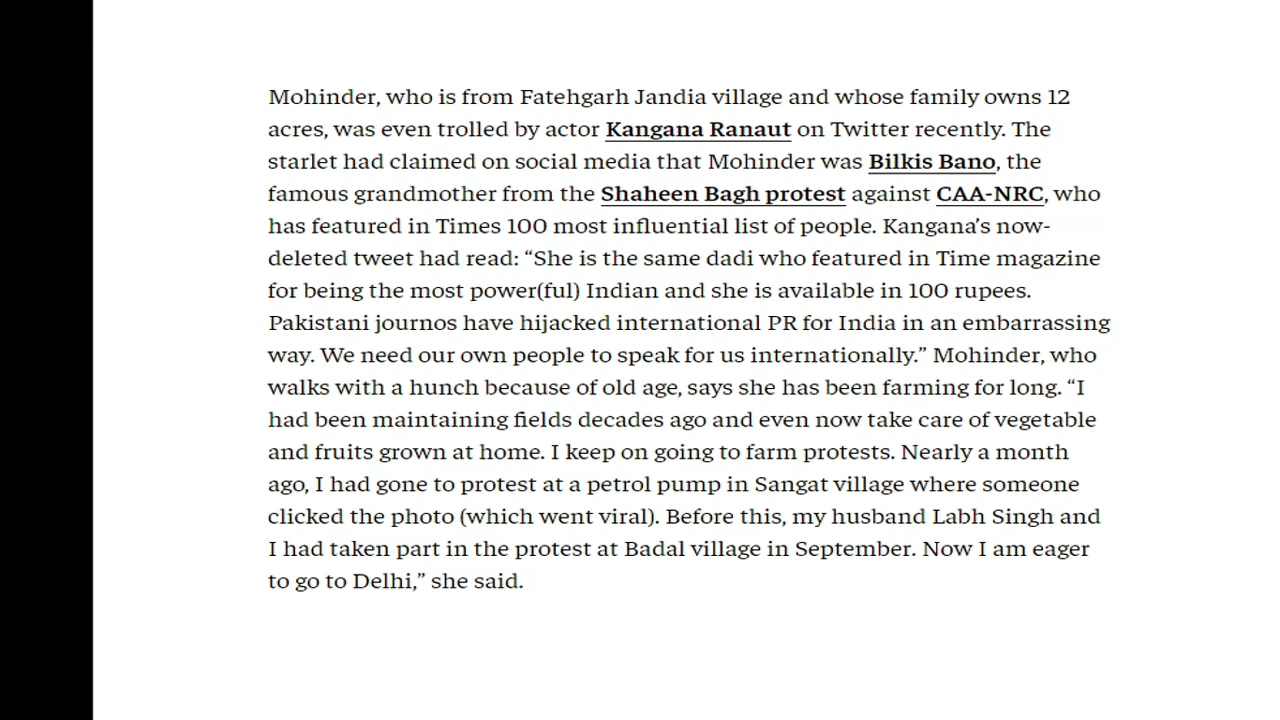 Mohinder, who is from Fatehgarh Jandia village and whose family owns 12
acres, was even trolled by actor Kangana Ranaut on Twitter recently. The
starlet had claimed on social media that Mohinder was Bilkis Bano, the
famous grandmother from the Shaheen Bagh protest against CAA-NRC, who
has featured in Times 100 most influential list of people. Kangana’s now-
deleted tweet had read: “She is the same dadi who featured in Time magazine
for being the most power(ful) Indian and she is available in 100 rupees.
Pakistani journos have hijacked international PR for India in an embarrassing
way. We need our own people to speak for us internationally.” Mohinder, who
walks with a hunch because of old age, says she has been farming for long. “I
had been maintaining fields decades ago and even now take care of vegetable
and fruits grown at home. I keep on going to farm protests. Nearly a month
ago, I had gone to protest at a petrol pump in Sangat village where someone
clicked the photo (which went viral). Before this, my husband Labh Singh and
I had taken part in the protest at Badal village in September. Now I am eager
to go to Delhi,” she said.